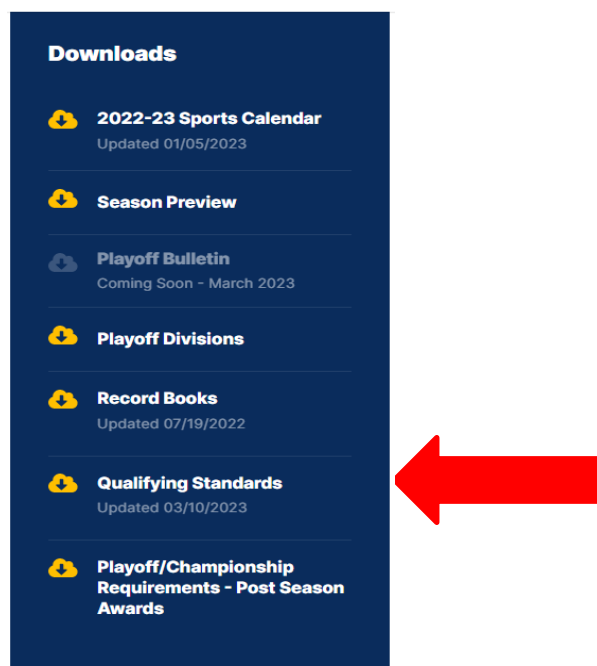 Downloads
2022-23 Sports Calendar
Updated 01/05/2023
Season Preview
Playoff Bulletin
Coming Soon - March 2023
Playoff Divisions
Record Books
Updated 07/19/2022
Qualifying Standards
Updated 03/10/2023
Playoff/Championship
Requirements - Post Season
Awards